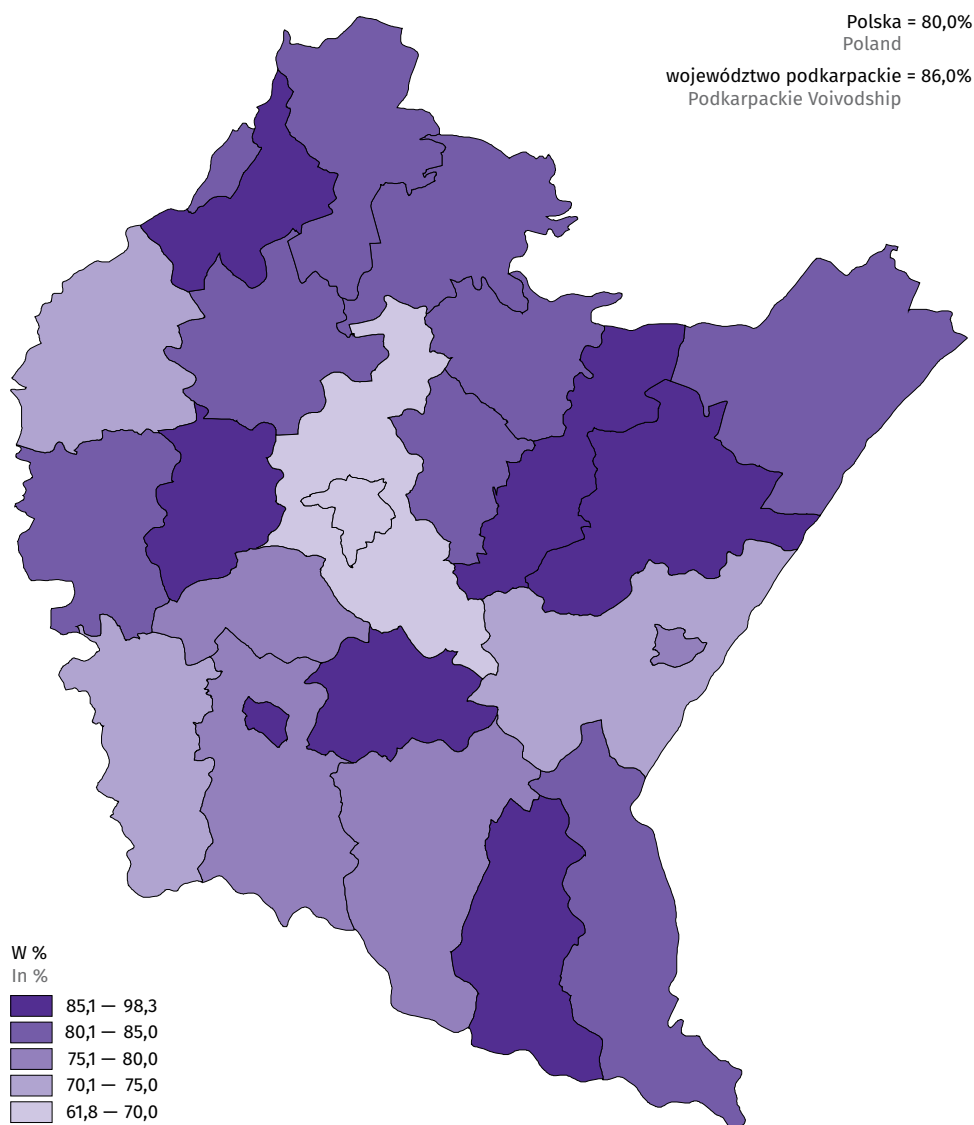 Polska = 80,0%
Poland
województwo podkarpackie = 86,0%
Podkarpackie Voivodship
W %
In %
85,1 — 98,3
80,1 — 85,0
75,1 — 80,0
70,1 — 75,0
61,8 — 70,0